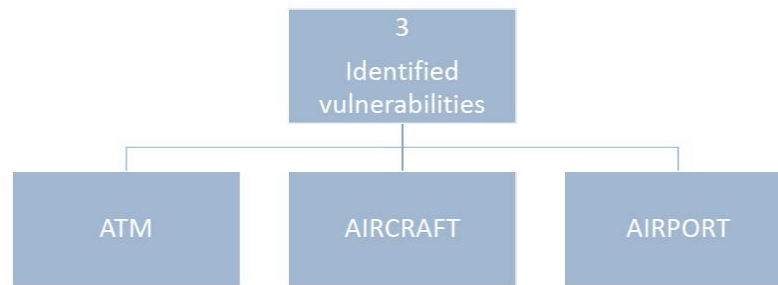 3
Identified
vulnerabilities
ATM
AIRCRAFT
AIRPORT